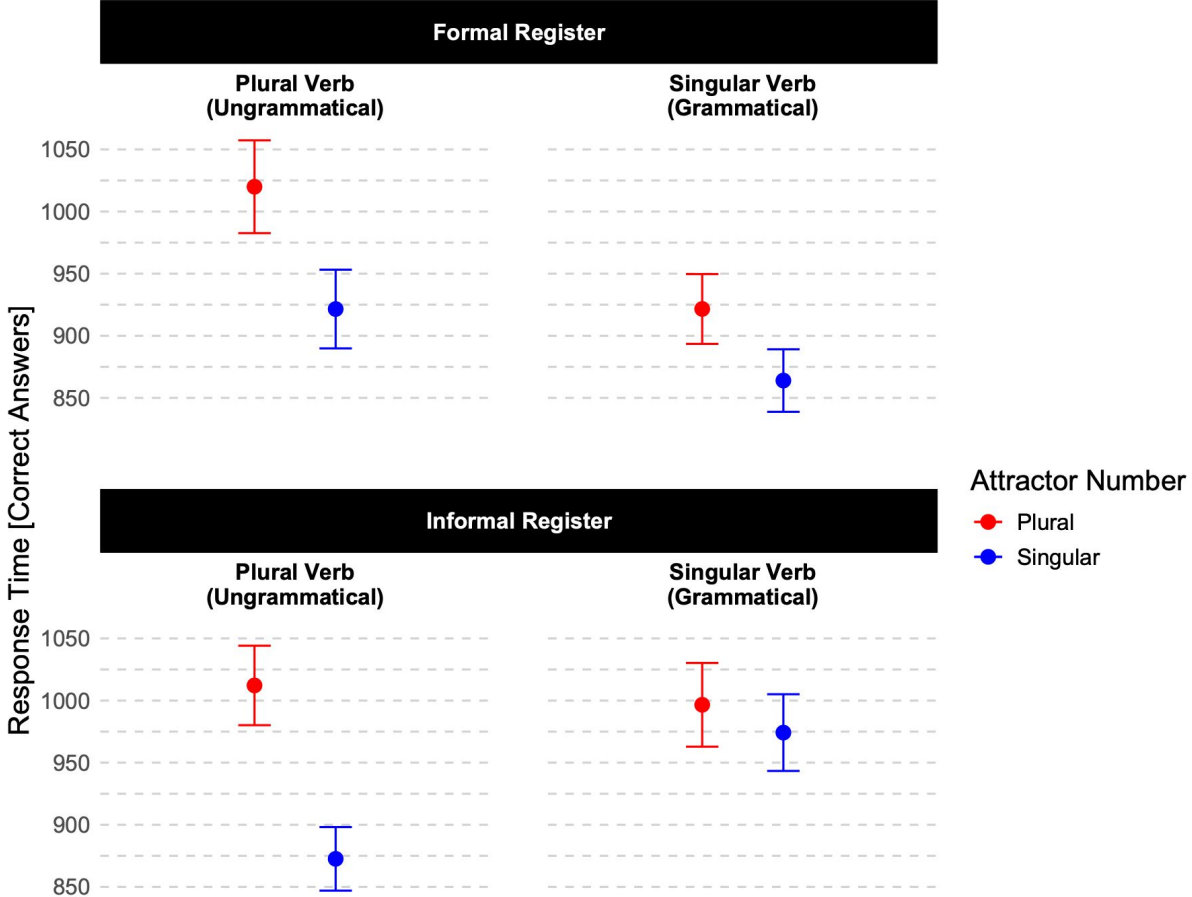 Formal Register
Plural Verb
(Ungrammatical)
Singular Verb
(Grammatical)
1050
1000
950
900
850
Response Time [Correct Answers]
Informal Register
Plural Verb
(Ungrammatical)
Singular Verb
(Grammatical)
1050
1000
950
900
850
Attractor Number
Plural
Singular